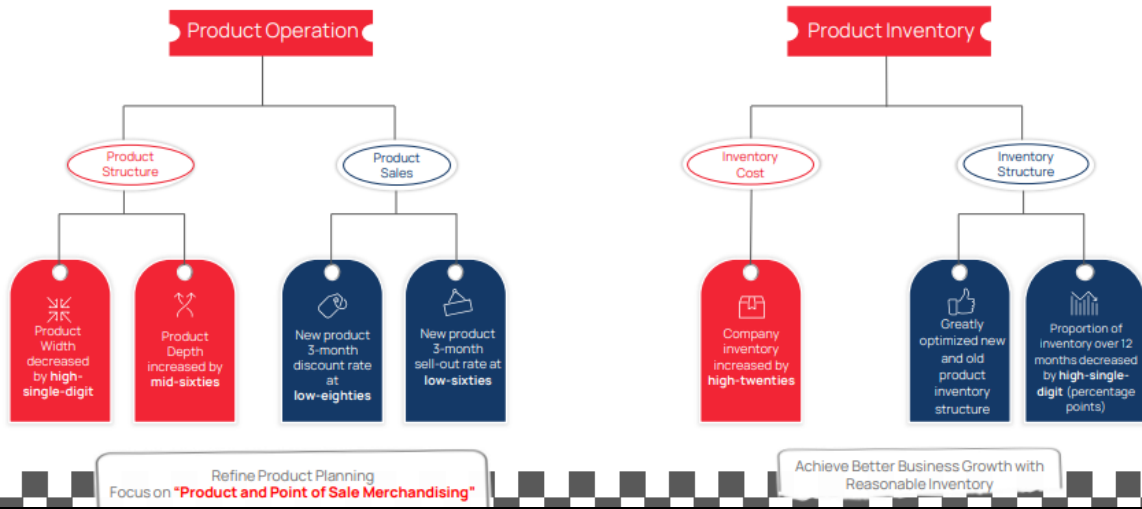 Product Operation
Product
Structure
Product
Sales
Product
Width
decreased
by high-
single-digit
Product
Depth
increased by
mid-sixties
New product
3-month
discount rate
at
low-eighties
New product
3-month
sell-out rate at
low-sixties
Refine Product Planning
Focus on “Product and Point of Sale Merchandising”
Product Inventory
Inventory
Cost
Inventory
Structure
Company
inventory
increased by
high-twenties
Greatly
optimized new
and old
product
inventory
structure
Proportion of
inventory over 12
months decreased
by high-single-
digit (percentage
points)
Achieve Better Business Growth with
Reasonable Inventory